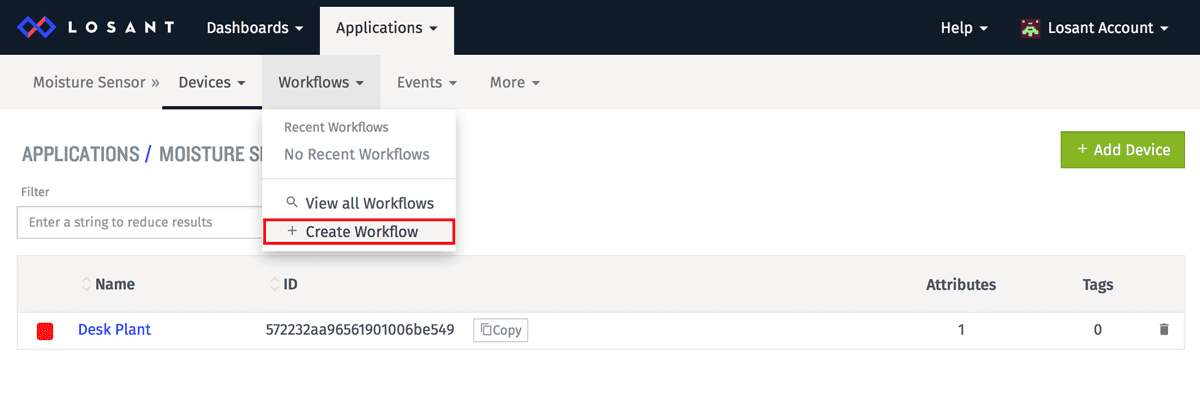 LOSANT Dashboards Applications Help Losant Account
Moisture Sensor » Devices Workflows Events More
Recent Workflows
No Recent Workflows
APPLICATIONS / MOISTURE
+ Add Device
Filter
Enter a string to reduce results
View all Workflows
+ Create Workflow
Name ID Attributes Tags
Desk Plant 572232aa96561901006be549 Copy 1 0